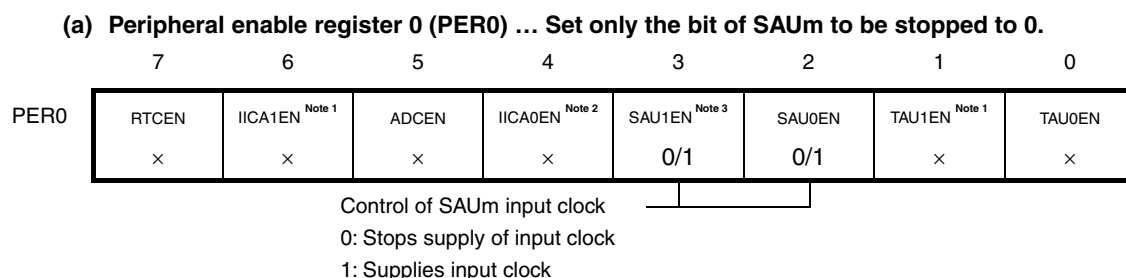 (a) Peripheral enable register 0 (PER0) … Set only the bit of SAUm to be stopped to 0.
7 6 5 4 3 2 1 0
PER0 RTCEN IICA1EN Note 1 ADCEN IICA0EN Note 2 SAU1EN Note 3 SAU0EN TAU1EN Note 1 TAU0EN
× × × × 0/1 0/1 × ×
Control of SAUm input clock
0: Stops supply of input clock
1: Supplies input clock